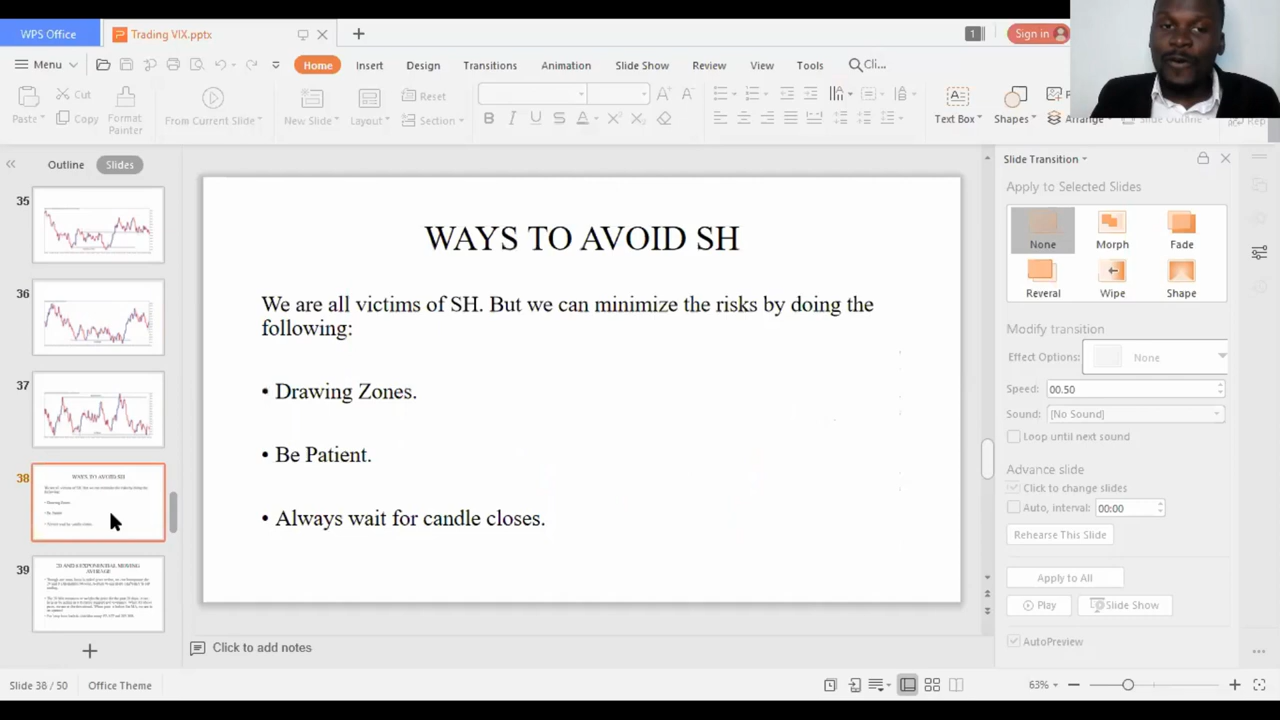 WPS Office
Trading VIX.pptx
1
Sign in
Menu
Home
Insert
Design
Transitions
Animation
Slide Show
Review
View
Tools
Cli...
Paste
Cut
Format
Painter
From Current Slide
New Slide
Layout
Reset
Section
Text Box
Shapes
Arrange
Slide Outline
Outline
Slides
35
36
37
38
39
WAYS TO AVOID SH
We are all victims of SH. But we can minimize the risks by doing the
following:
• Drawing Zones.
• Be Patient.
• Always wait for candle closes.
Slide Transition
Apply to Selected Slides
None
Morph
Fade
Reveral
Wipe
Shape
Modify transition
Effect Options:
None
Speed:
00.50
Sound:
[No Sound]
Loop until next sound
Advance slide
Click to change slides
Auto, interval:
00:00
Rehearse This Slide
Apply to All
Play
Slide Show
AutoPreview
Click to add notes
Slide 38 / 50
Office Theme
63%